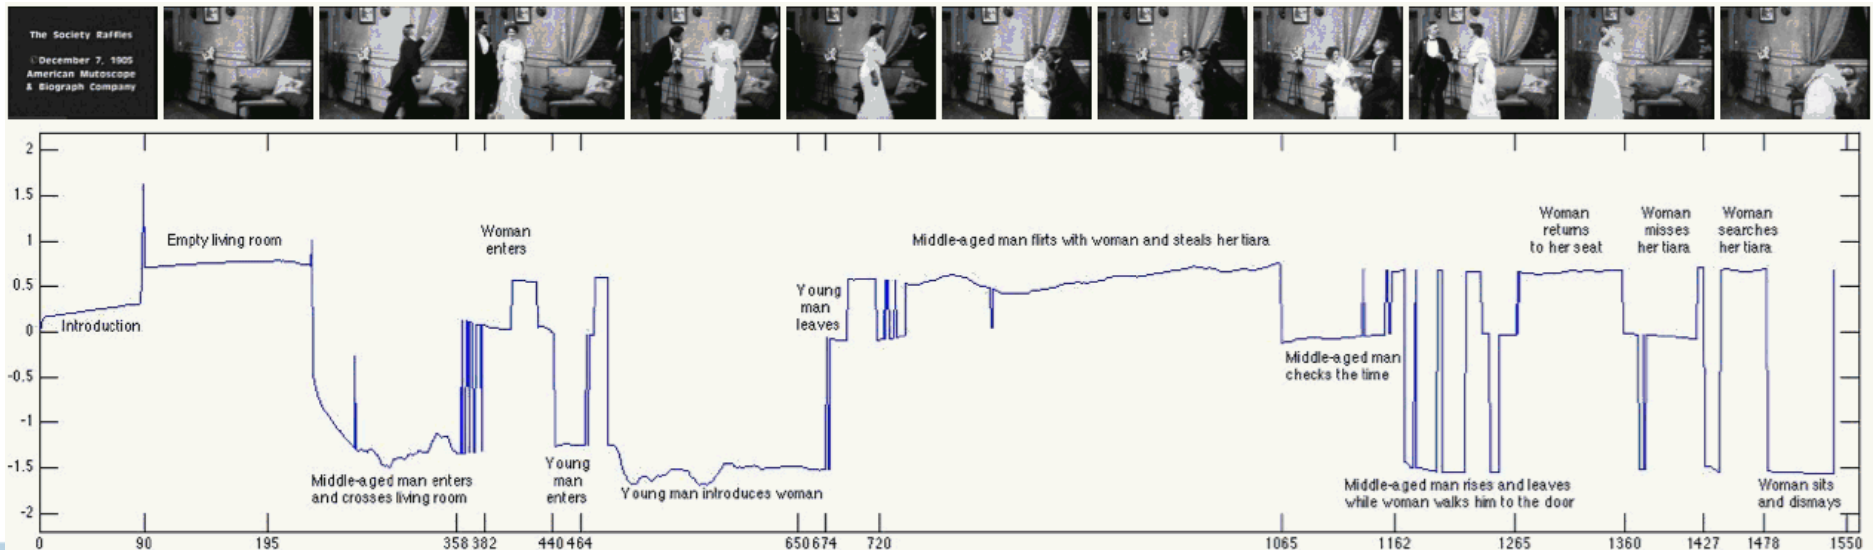 The Society Raffles
©December 7, 1905
American Mutoscope
& Biograph Company
2
1.5
1
0.5
0
-0.5
-1
-1.5
-2
Introduction
Empty living room
Middle-aged man enters
and crosses living room
Woman
enters
Young
man
enters
Young man introduces woman
Young
man
leaves
Middle-aged man flirts with woman and steals her tiara
Middle-aged man
checks the time
Middle-aged man rises and leaves
while woman walks him to the door
Woman
returns
to her seat
Woman
misses
her tiara
Woman
searches
her tiara
Woman sits
and dismays
0 90 195 358 382 440 464 650 674 720 1065 1162 1265 1360 1427 1478 1550